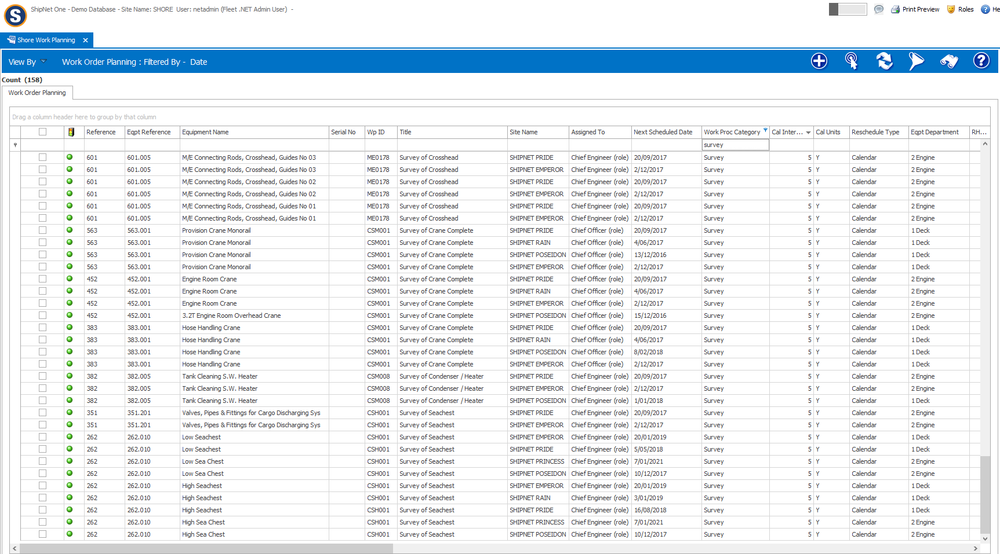 S ShipNet One - Demo Database - Site Name: SHORE User: netadmin (Fleet .NET Admin User) -
Print Preview Roles ? He
Shore Work Planning ×
View By Work Order Planning : Filtered By - Date ?
Count (158)
Work Order Planning
Drag a column header here to group by that column
Reference Eqpt Reference Equipment Name Serial No Wp ID Title Site Name Assigned To Next Scheduled Date Work Proc Category Cal Inter... Cal Units Reschedule Type Eqpt Department RH...
survey
601 601.005 M/E Connecting Rods, Crosshead, Guides No 03 ME0178 Survey of Crosshead SHIPNET PRIDE Chief Engineer (role) 20/09/2017 Survey 5 Y Calendar 2 Engine
601 601.005 M/E Connecting Rods, Crosshead, Guides No 03 ME0178 Survey of Crosshead SHIPNET EMPEROR Chief Engineer (role) 2/12/2017 Survey 5 Y Calendar 2 Engine
601 601.005 M/E Connecting Rods, Crosshead, Guides No 02 ME0178 Survey of Crosshead SHIPNET PRIDE Chief Engineer (role) 20/09/2017 Survey 5 Y Calendar 2 Engine
601 601.005 M/E Connecting Rods, Crosshead, Guides No 02 ME0178 Survey of Crosshead SHIPNET EMPEROR Chief Engineer (role) 2/12/2017 Survey 5 Y Calendar 2 Engine
601 601.005 M/E Connecting Rods, Crosshead, Guides No 01 ME0178 Survey of Crosshead SHIPNET PRIDE Chief Engineer (role) 20/09/2017 Survey 5 Y Calendar 2 Engine
601 601.005 M/E Connecting Rods, Crosshead, Guides No 01 ME0178 Survey of Crosshead SHIPNET EMPEROR Chief Engineer (role) 2/12/2017 Survey 5 Y Calendar 2 Engine
563 563.001 Provision Crane Monorail CSM001 Survey of Crane Complete SHIPNET PRIDE Chief Officer (role) 20/09/2017 Survey 5 Y Calendar 1 Deck
563 563.001 Provision Crane Monorail CSM001 Survey of Crane Complete SHIPNET RAIN Chief Officer (role) 4/06/2017 Survey 5 Y Calendar 1 Deck
563 563.001 Provision Crane Monorail CSM001 Survey of Crane Complete SHIPNET POSEIDON Chief Officer (role) 13/12/2016 Survey 5 Y Calendar 1 Deck
563 563.001 Provision Crane Monorail CSM001 Survey of Crane Complete SHIPNET EMPEROR Chief Officer (role) 2/12/2017 Survey 5 Y Calendar 1 Deck
452 452.001 Engine Room Crane CSM001 Survey of Crane Complete SHIPNET PRIDE Chief Officer (role) 20/09/2017 Survey 5 Y Calendar 2 Engine
452 452.001 Engine Room Crane CSM001 Survey of Crane Complete SHIPNET RAIN Chief Officer (role) 4/06/2017 Survey 5 Y Calendar 2 Engine
452 452.001 Engine Room Crane CSM001 Survey of Crane Complete SHIPNET EMPEROR Chief Officer (role) 2/12/2017 Survey 5 Y Calendar 2 Engine
452 452.001 3.2T Engine Room Overhead Crane CSM001 Survey of Crane Complete SHIPNET POSEIDON Chief Officer (role) 15/12/2016 Survey 5 Y Calendar 2 Engine
383 383.001 Hose Handling Crane CSM001 Survey of Crane Complete SHIPNET PRIDE Chief Officer (role) 20/09/2017 Survey 5 Y Calendar 1 Deck
383 383.001 Hose Handling Crane CSM001 Survey of Crane Complete SHIPNET RAIN Chief Officer (role) 4/06/2017 Survey 5 Y Calendar 1 Deck
383 383.001 Hose Handling Crane CSM001 Survey of Crane Complete SHIPNET POSEIDON Chief Officer (role) 8/02/2018 Survey 5 Y Calendar 1 Deck
383 383.001 Hose Handling Crane CSM001 Survey of Crane Complete SHIPNET EMPEROR Chief Officer (role) 2/12/2017 Survey 5 Y Calendar 1 Deck
382 382.005 Tank Cleaning S.W. Heater CSM008 Survey of Condenser / Heater SHIPNET PRIDE Chief Engineer (role) 20/09/2017 Survey 5 Y Calendar 2 Engine
382 382.005 Tank Cleaning S.W. Heater CSM008 Survey of Condenser / Heater SHIPNET EMPEROR Chief Engineer (role) 2/12/2017 Survey 5 Y Calendar 2 Engine
382 382.005 Tank Cleaning S.W. Heater CSM008 Survey of Condenser / Heater SHIPNET POSEIDON Chief Engineer (role) 1/01/2018 Survey 5 Y Calendar 1 Deck
351 351.201 Valves, Pipes & Fittings for Cargo Discharging Sys CSH001 Survey of Seachest SHIPNET PRIDE Chief Engineer (role) 20/09/2017 Survey 5 Y Calendar 2 Engine
351 351.201 Valves, Pipes & Fittings for Cargo Discharging Sys CSH001 Survey of Seachest SHIPNET EMPEROR Chief Engineer (role) 2/12/2017 Survey 5 Y Calendar 2 Engine
262 262.010 Low Seachest CSH001 Survey of Seachest SHIPNET EMPEROR Chief Engineer (role) 20/01/2019 Survey 5 Y Calendar 1 Deck
262 262.010 Low Seachest CSH001 Survey of Seachest SHIPNET PRIDE Chief Engineer (role) 5/05/2018 Survey 5 Y Calendar 1 Deck
262 262.010 Low Sea Chest CSH001 Survey of Seachest SHIPNET PRINCESS Chief Engineer (role) 7/01/2021 Survey 5 Y Calendar 2 Engine
262 262.010 Low Sea Chest CSH001 Survey of Seachest SHIPNET POSEIDON Chief Engineer (role) 10/12/2017 Survey 5 Y Calendar 2 Engine
262 262.010 High Seachest CSH001 Survey of Seachest SHIPNET EMPEROR Chief Engineer (role) 20/01/2019 Survey 5 Y Calendar 1 Deck
262 262.010 High Seachest CSH001 Survey of Seachest SHIPNET RAIN Chief Engineer (role) 3/01/2019 Survey 5 Y Calendar 1 Deck
262 262.010 High Seachest CSH001 Survey of Seachest SHIPNET PRIDE Chief Engineer (role) 16/08/2018 Survey 5 Y Calendar 1 Deck
262 262.010 High Sea Chest CSH001 Survey of Seachest SHIPNET PRINCESS Chief Engineer (role) 7/01/2021 Survey 5 Y Calendar 2 Engine
262 262.010 High Sea Chest CSH001 Survey of Seachest SHIPNET POSEIDON Chief Engineer (role) 10/12/2017 Survey 5 Y Calendar 2 Engine